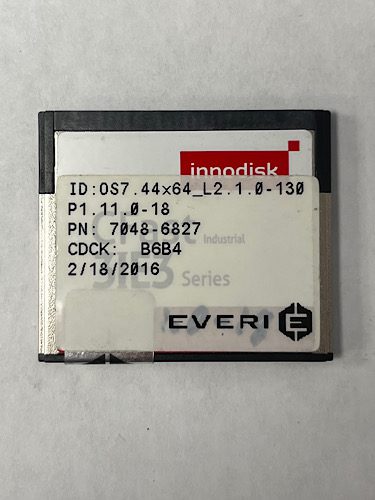 innodisk
ID:OS7.44x64_L2.1.0-130
P1.11.0-18
PN: 7048-6827
Industrial
CDCK: B6B4
2/18/2016
Series
EVERI